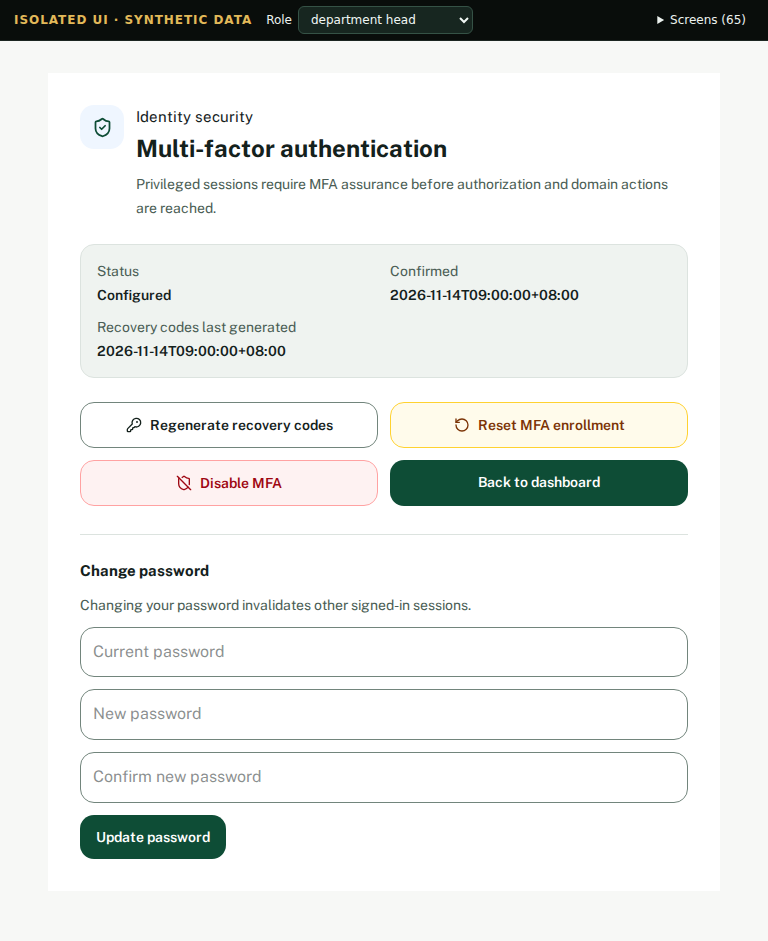 ISOLATED UI · SYNTHETIC DATA Role department head Screens (65)
Identity security
Multi-factor authentication
Privileged sessions require MFA assurance before authorization and domain actions
are reached.
Status
Configured
Confirmed
2026-11-14T09:00:00+08:00
Recovery codes last generated
2026-11-14T09:00:00+08:00
Regenerate recovery codes
Reset MFA enrollment
Disable MFA
Back to dashboard
Change password
Changing your password invalidates other signed-in sessions.
Current password
New password
Confirm new password
Update password